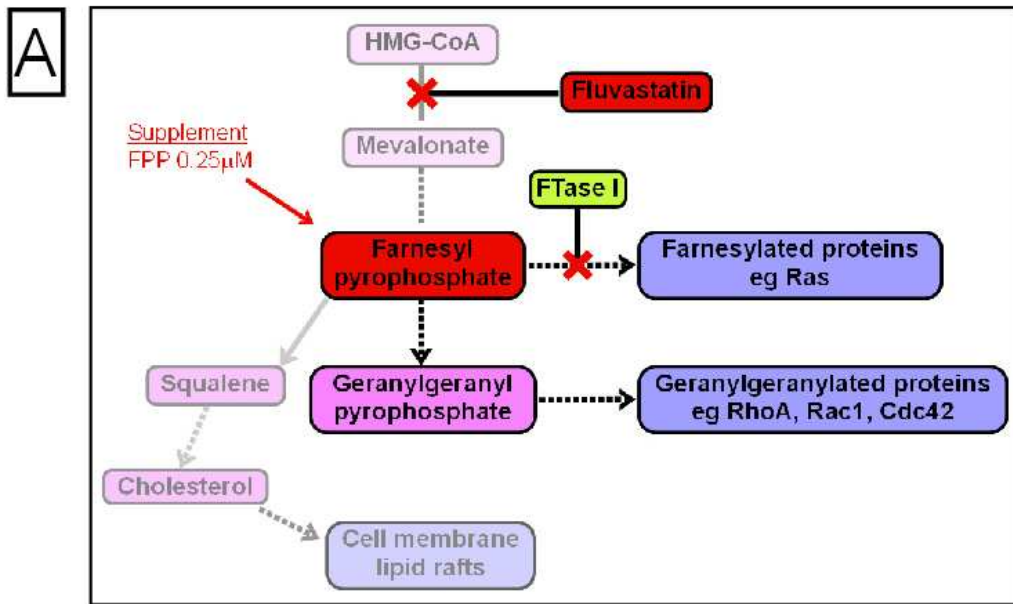 A
HMG-CoA
Fluvastatin
Supplement
FPP 0.25μM
Mevalonate
FTase I
Farnesyl
pyrophosphate
Farnesylated proteins
eg Ras
Squalene
Geranylgeranyl
pyrophosphate
Geranylgeranylated proteins
eg RhoA, Rac1, Cdc42
Cholesterol
Cell membrane
lipid rafts